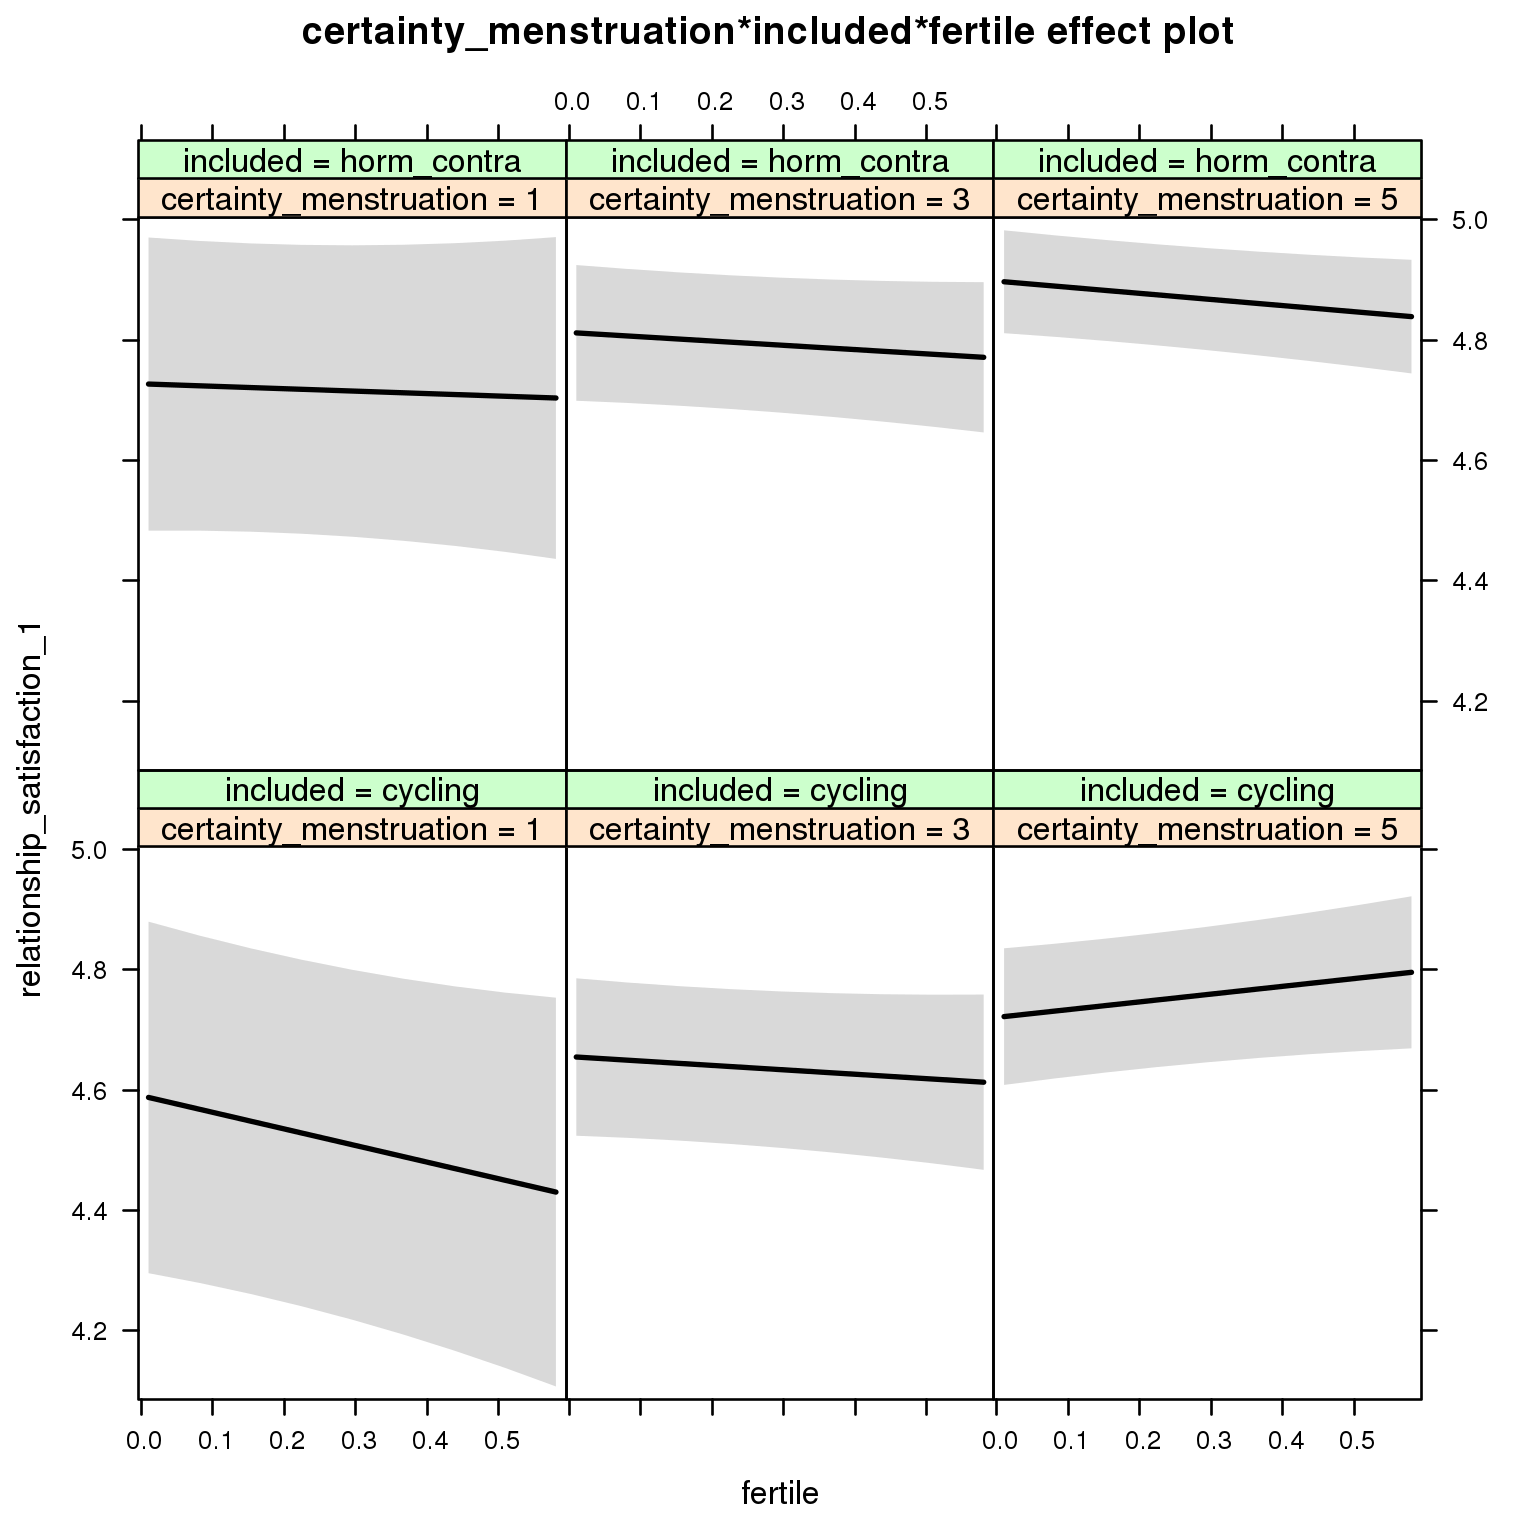 certainty_menstruation*included*fertile effect plot
0.0 0.1 0.2 0.3 0.4 0.5
included = horm_contra included = horm_contra included = horm_contra
certainty_menstruation = 1 certainty_menstruation = 3 certainty_menstruation = 5
5.0
4.8
4.6
4.4
4.2
relationship_satisfaction_1
included = cycling included = cycling included = cycling
certainty_menstruation = 1 certainty_menstruation = 3 certainty_menstruation = 5
5.0
4.8
4.6
4.4
4.2
0.0 0.1 0.2 0.3 0.4 0.5 0.0 0.1 0.2 0.3 0.4 0.5
fertile